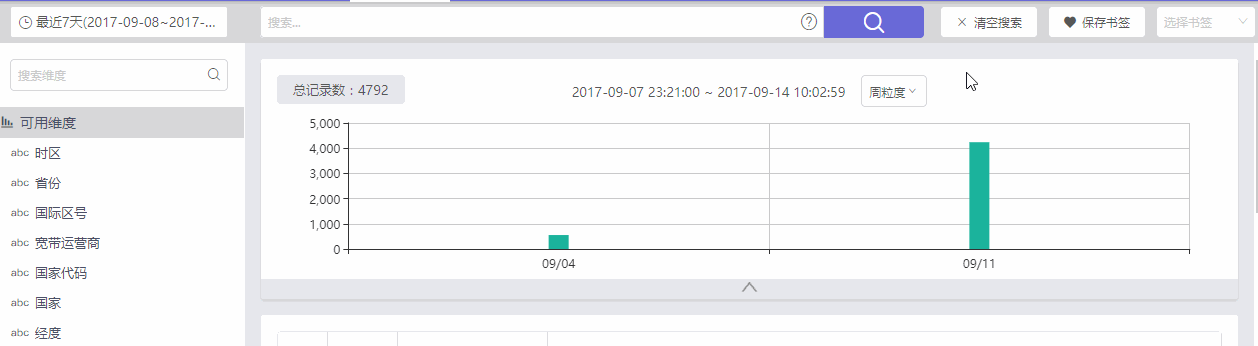 最近7天(2017-09-08~2017-...
搜索...
?
清空搜索
保存书签
选择书签
搜索维度
可用维度
abc 时区
abc 省份
abc 国际区号
abc 宽带运营商
abc 国家代码
abc 国家
abc 经度
总记录数：4792
2017-09-07 23:21:00 ~ 2017-09-14 10:02:59
周粒度
5,000
4,000
3,000
2,000
1,000
0
09/04
09/11